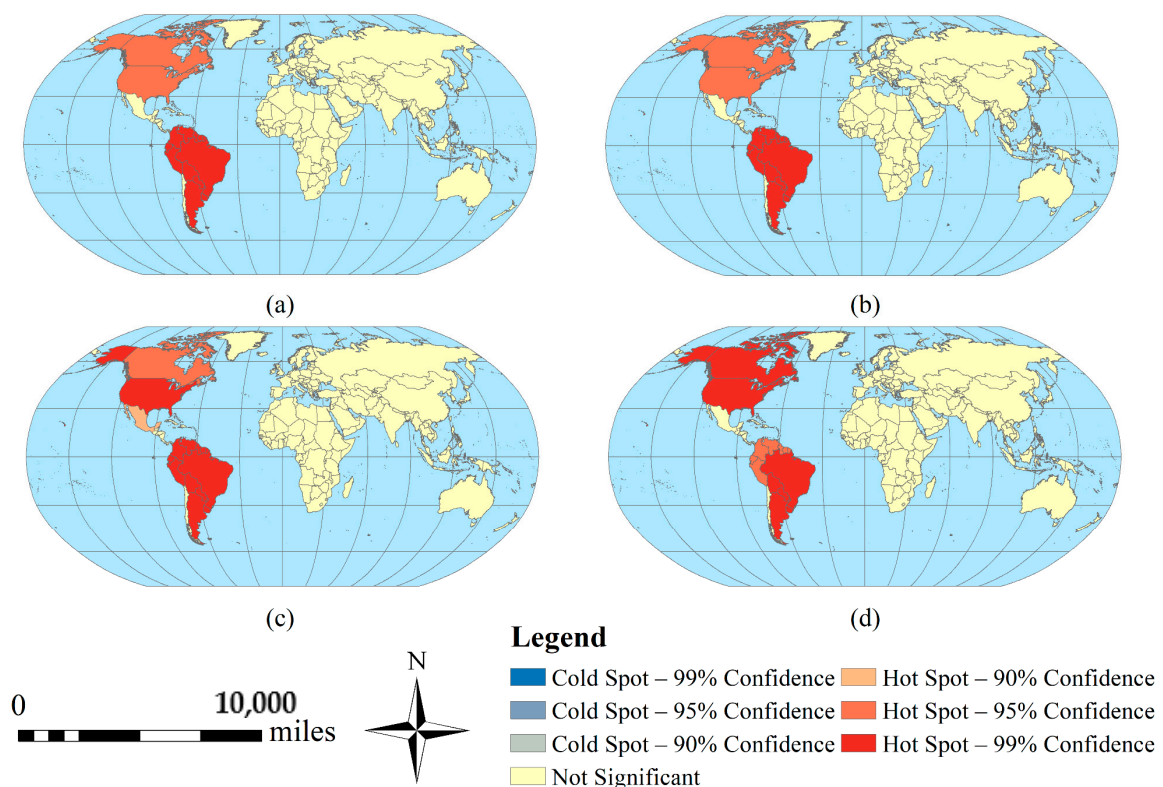 (a)
(b)
(c)
(d)
Legend
N
0
10,000
miles
Cold Spot – 99% Confidence
Hot Spot – 90% Confidence
Cold Spot – 95% Confidence
Hot Spot – 95% Confidence
Cold Spot – 90% Confidence
Hot Spot – 99% Confidence
Not Significant